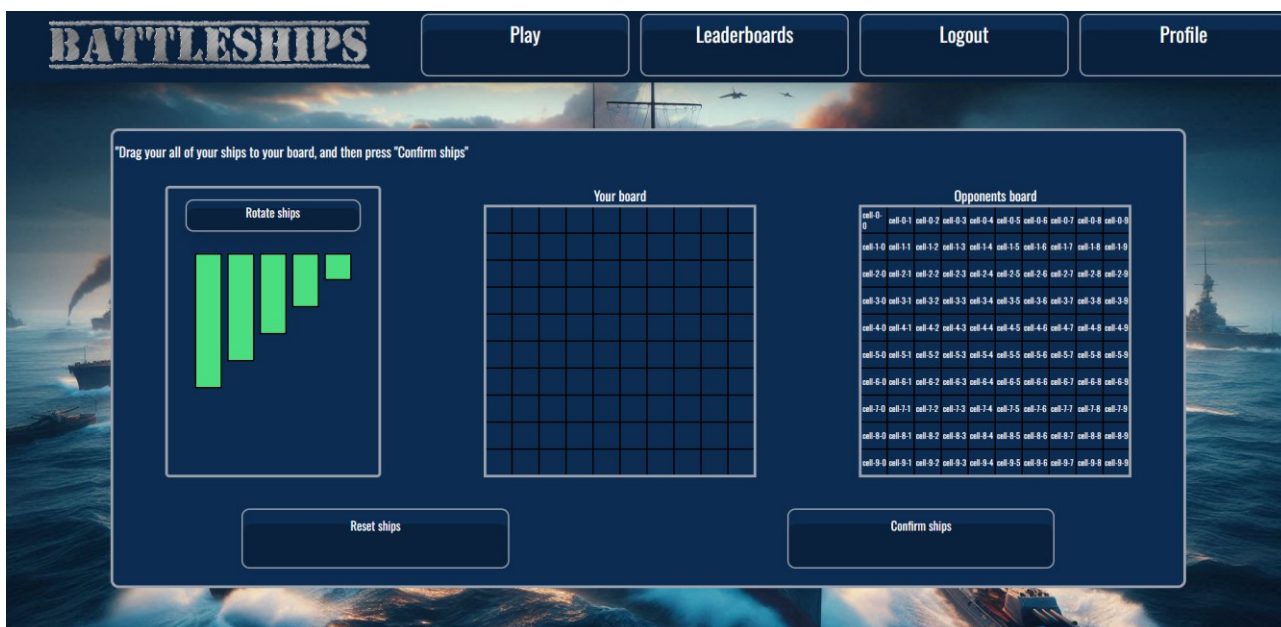 BATTLESHIPS
Play
Leaderboards
Logout
Profile
"Drag your all of your ships to your board, and then press "Confirm ships"
Rotate ships
Your board
Opponents board
cell-0-0 cell-0-1 cell-0-2 cell-0-3 cell-0-4 cell-0-5 cell-0-6 cell-0-7 cell-0-8 cell-0-9
cell-1-0 cell-1-1 cell-1-2 cell-1-3 cell-1-4 cell-1-5 cell-1-6 cell-1-7 cell-1-8 cell-1-9
cell-2-0 cell-2-1 cell-2-2 cell-2-3 cell-2-4 cell-2-5 cell-2-6 cell-2-7 cell-2-8 cell-2-9
cell-3-0 cell-3-1 cell-3-2 cell-3-3 cell-3-4 cell-3-5 cell-3-6 cell-3-7 cell-3-8 cell-3-9
cell-4-0 cell-4-1 cell-4-2 cell-4-3 cell-4-4 cell-4-5 cell-4-6 cell-4-7 cell-4-8 cell-4-9
cell-5-0 cell-5-1 cell-5-2 cell-5-3 cell-5-4 cell-5-5 cell-5-6 cell-5-7 cell-5-8 cell-5-9
cell-6-0 cell-6-1 cell-6-2 cell-6-3 cell-6-4 cell-6-5 cell-6-6 cell-6-7 cell-6-8 cell-6-9
cell-7-0 cell-7-1 cell-7-2 cell-7-3 cell-7-4 cell-7-5 cell-7-6 cell-7-7 cell-7-8 cell-7-9
cell-8-0 cell-8-1 cell-8-2 cell-8-3 cell-8-4 cell-8-5 cell-8-6 cell-8-7 cell-8-8 cell-8-9
cell-9-0 cell-9-1 cell-9-2 cell-9-3 cell-9-4 cell-9-5 cell-9-6 cell-9-7 cell-9-8 cell-9-9
Reset ships
Confirm ships